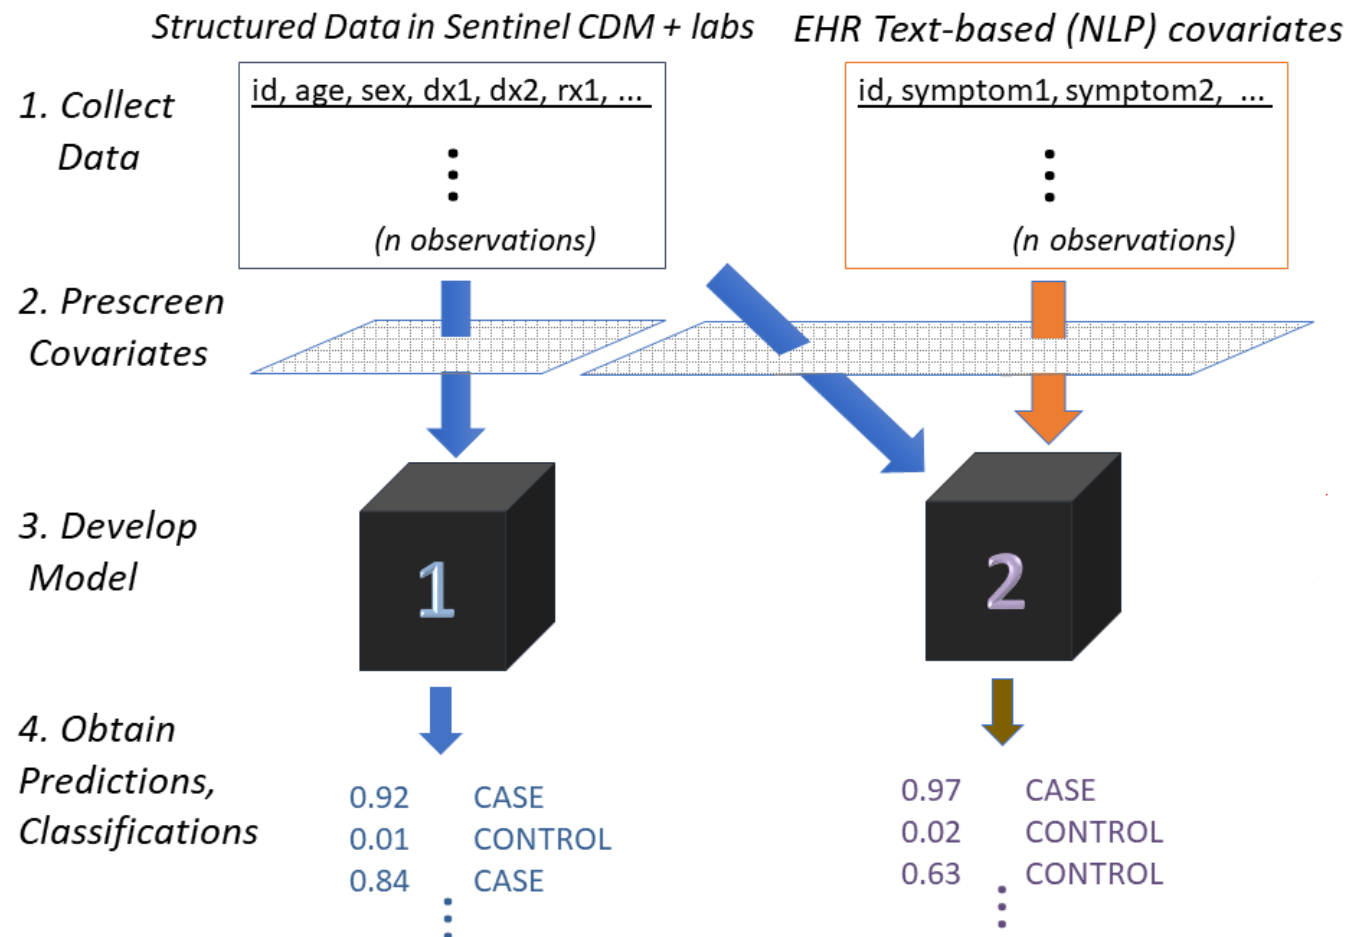 Structured Data in Sentinel CDM + labs
EHR Text-based (NLP) covariates
1. Collect
Data
id, age, sex, dx1, dx2, rx1, ...
(n observations)
id, symptom1, symptom2, ...
(n observations)
2. Prescreen
Covariates
3. Develop
Model
1
2
4. Obtain
Predictions,
Classifications
0.92 CASE
0.01 CONTROL
0.84 CASE
0.97 CASE
0.02 CONTROL
0.63 CONTROL